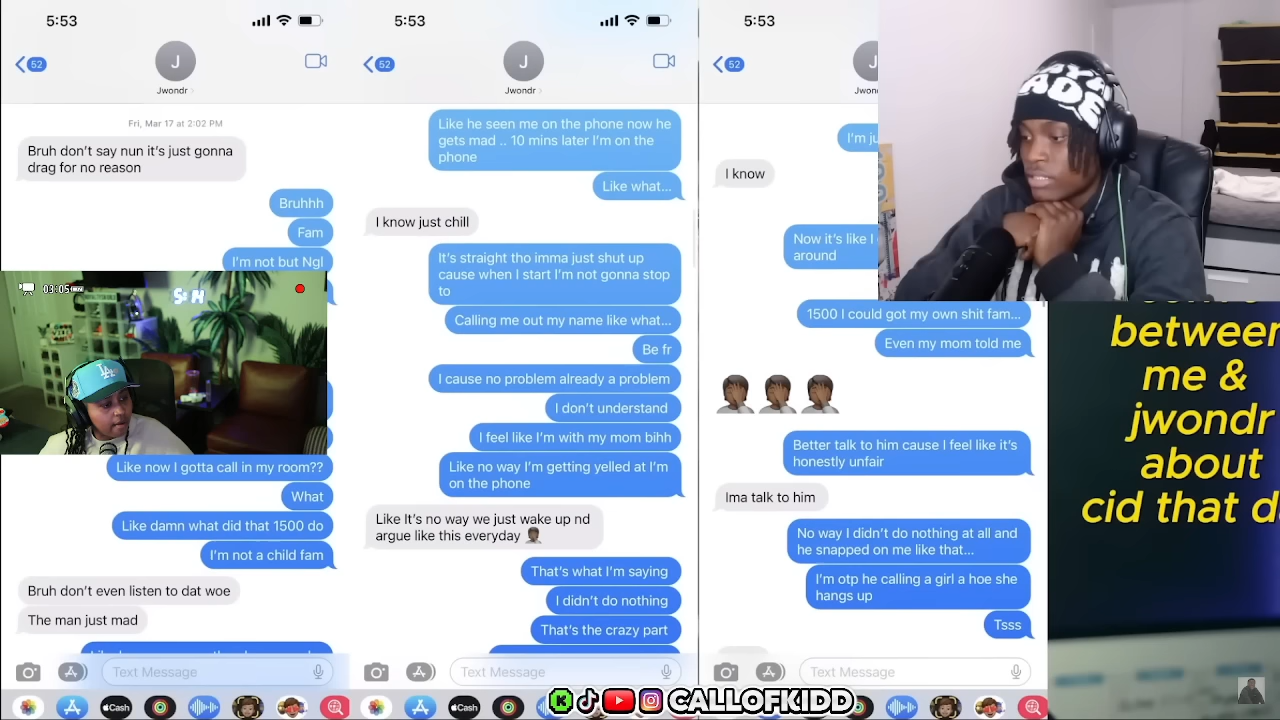 5:53
52
J
Jwondr
Fri, Mar 17 at 2:02 PM
Bruh don't say nun it's just gonna
drag for no reason
Bruhhh
Fam
I'm not but Ngl
03:05
Like now I gotta call in my room??
What
Like damn what did that 1500 do
I'm not a child fam
Bruh don't even listen to dat woe
The man just mad
Text Message
Cash
5:53
52
J
Jwondr
Like he seen me on the phone now he
gets mad .. 10 mins later I'm on the
phone
Like what...
I know just chill
It's straight tho imma just shut up
cause when I start I'm not gonna stop
to
Calling me out my name like what...
Be fr
I cause no problem already a problem
I don't understand
I feel like I'm with my mom bihh
Like no way I'm getting yelled at I'm
on the phone
Like It's no way we just wake up nd
argue like this everyday 🤦🏾
That's what I'm saying
I didn't do nothing
That's the crazy part
Text Message
Cash
5:53
52
I'm ju
I know
Now it's like I
around
1500 I could got my own shit fam...
Even my mom told me
🤦🏾🤦🏾🤦🏾
Better talk to him cause I feel like it's
honestly unfair
Ima talk to him
No way I didn't do nothing at all and
he snapped on me like that...
I'm otp he calling a girl a hoe she
hangs up
Tsss
Text Message
between
me &
jwondr
about
cid that d
CALLOFKIDD